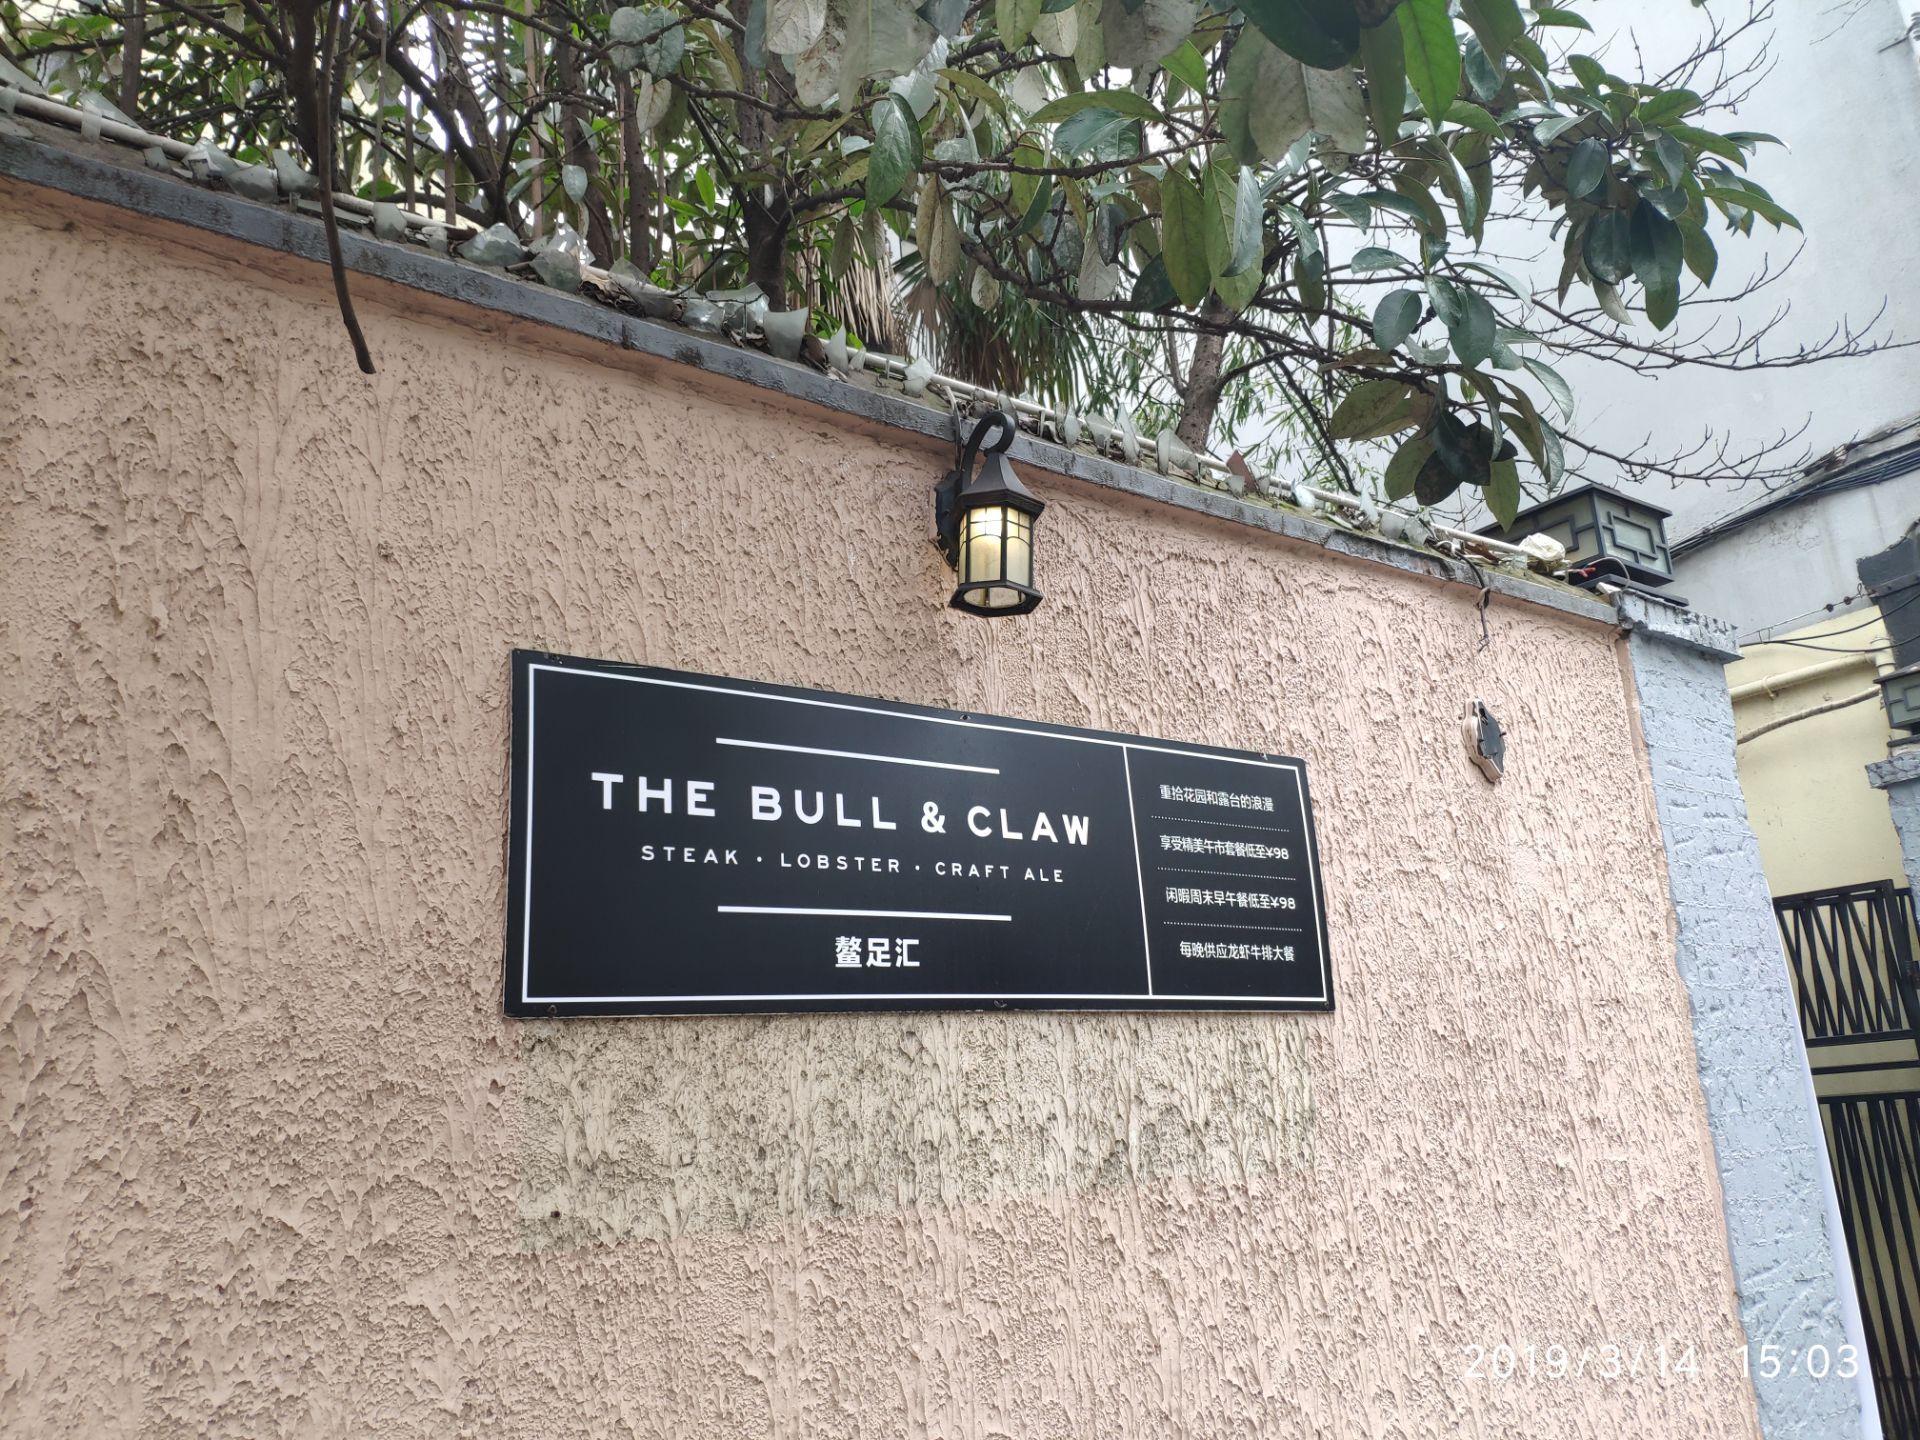 THE BULL & CLAW
STEAK · LOBSTER · CRAFT ALE
鳌足汇
重拾花园和露台的浪漫
享受精美午市套餐低至¥98
闲暇周末早午餐低至¥98
每晚供应龙虾牛排大餐
2019/3/14 15:03